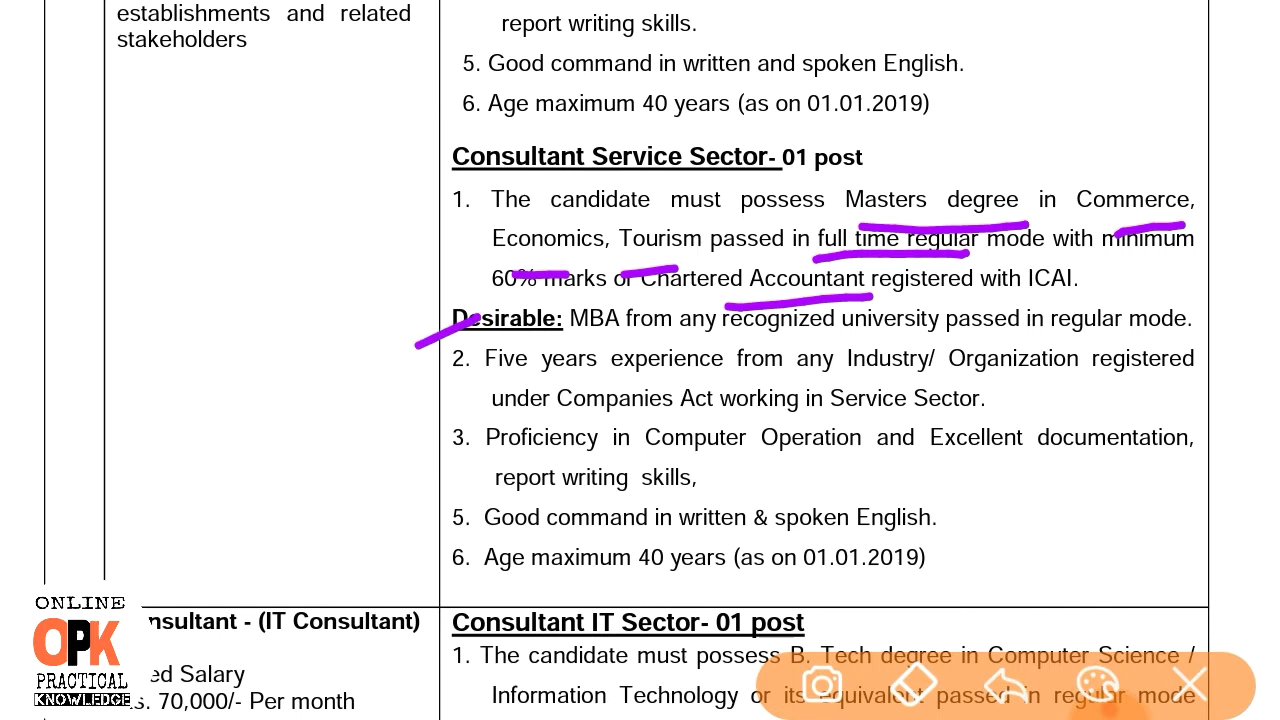 establishments and related
stakeholders
report writing skills.
5. Good command in written and spoken English.
6. Age maximum 40 years (as on 01.01.2019)
Consultant Service Sector- 01 post
1. The candidate must possess Masters degree in Commerce,
Economics, Tourism passed in full time regular mode with minimum
60% marks or Chartered Accountant registered with ICAI.
Desirable: MBA from any recognized university passed in regular mode.
2. Five years experience from any Industry/ Organization registered
under Companies Act working in Service Sector.
3. Proficiency in Computer Operation and Excellent documentation,
report writing skills,
5. Good command in written & spoken English.
6. Age maximum 40 years (as on 01.01.2019)
nsultant - (IT Consultant)
ed Salary
s. 70,000/- Per month
Consultant IT Sector- 01 post
1. The candidate must possess B. Tech degree in Computer Science /
Information Technology or its equivalent passed in regular mode
ONLINE
OPK
PRACTICAL
KNOWLEDGE